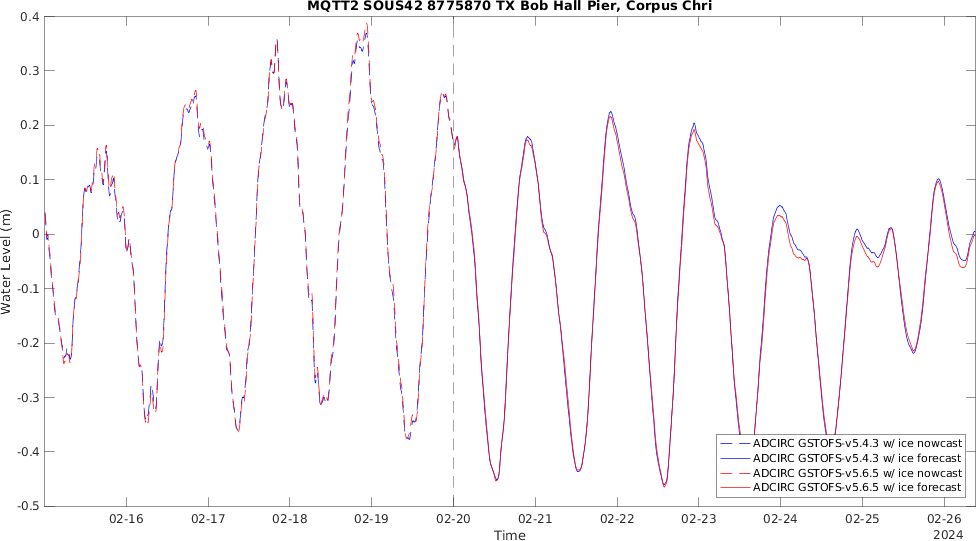 MQTT2 SOUS42 8775870 TX Bob Hall Pier, Corpus Chri
0.4
0.3
0.2
0.1
0
-0.1
-0.2
-0.3
-0.4
-0.5
Water Level (m)
ADCIRC GSTOFS-v5.4.3 w/ ice nowcast
ADCIRC GSTOFS-v5.4.3 w/ ice forecast
ADCIRC GSTOFS-v5.6.5 w/ ice nowcast
ADCIRC GSTOFS-v5.6.5 w/ ice forecast
02-16 02-17 02-18 02-19 02-20 02-21 02-22 02-23 02-24 02-25 02-26
Time
2024